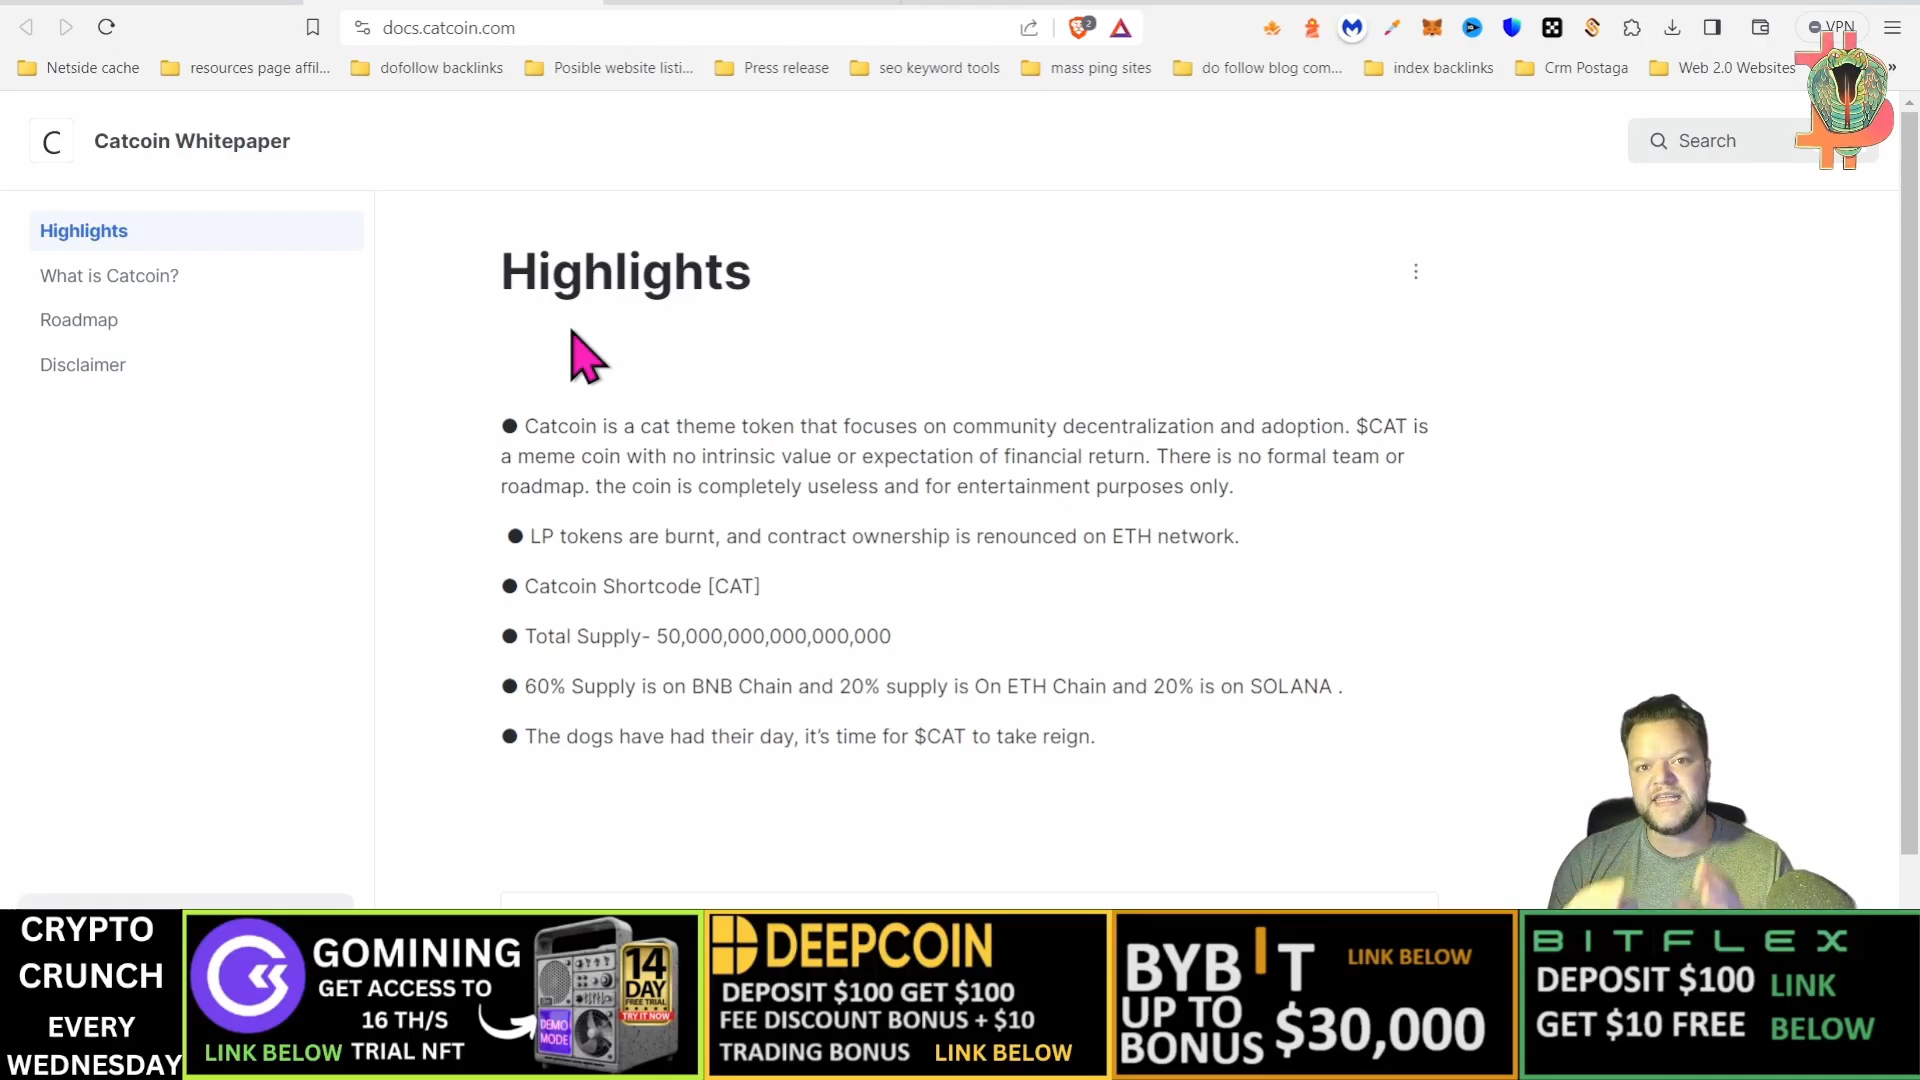 docs.catcoin.com
2
VPN
Netside cache
resources page affil...
dofollow backlinks
Posible website listi...
Press release
seo keyword tools
mass ping sites
do follow blog com...
index backlinks
Crm Postaga
Web 2.0 Websites
»
C
Catcoin Whitepaper
Search
Highlights
What is Catcoin?
Roadmap
Disclaimer
Highlights
● Catcoin is a cat theme token that focuses on community decentralization and adoption. $CAT is
a meme coin with no intrinsic value or expectation of financial return. There is no formal team or
roadmap. the coin is completely useless and for entertainment purposes only.
● LP tokens are burnt, and contract ownership is renounced on ETH network.
● Catcoin Shortcode [CAT]
● Total Supply- 50,000,000,000,000,000
● 60% Supply is on BNB Chain and 20% supply is On ETH Chain and 20% is on SOLANA .
● The dogs have had their day, it’s time for $CAT to take reign.
CRYPTO
CRUNCH
EVERY
WEDNESDAY
GOMINING
GET ACCESS TO
16 TH/S
LINK BELOW TRIAL NFT
14
DAY
FREE TRIAL
TRY IT NOW
DEMO
MODE
DEEPCOIN
DEPOSIT $100 GET $100
FEE DISCOUNT BONUS + $10
TRADING BONUS LINK BELOW
BYBIT
LINK BELOW
UP TO
BONUS
$30,000
BITFLEX
DEPOSIT $100
GET $10 FREE
LINK
BELOW